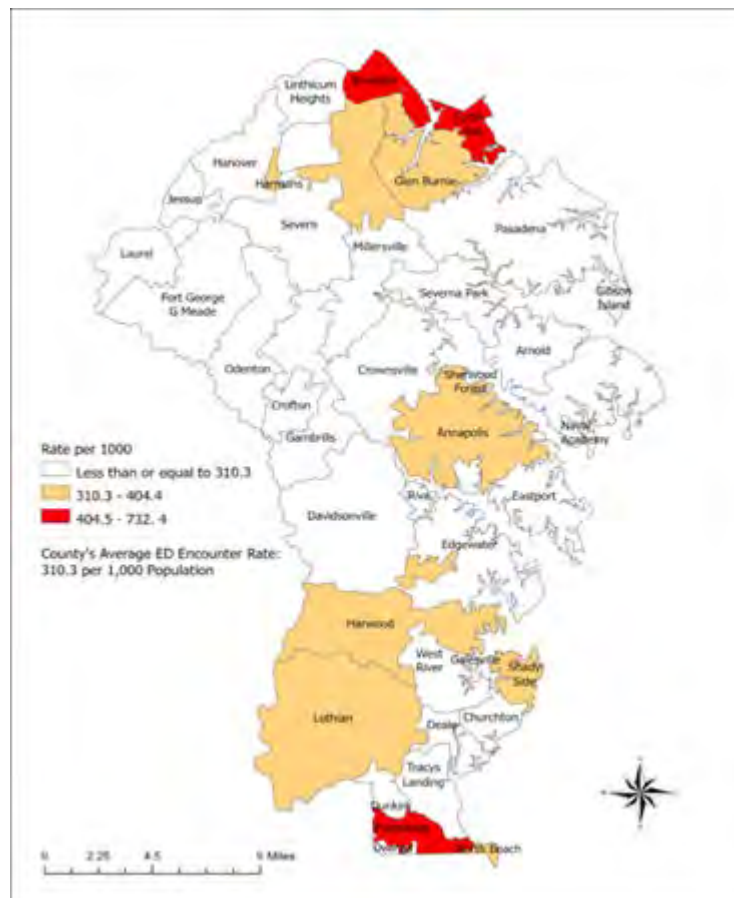 Linthicum
Heights
Hanover
Harmans
Glen Burnie
Jessup
Severn
Pasadena
Laurel
Millersville
Fort George
G Meade
Severna Park
Gibson
Island
Arnold
Odenton
Crownsville
Sherwood
Forest
Crofton
Annapolis
Naval
Academy
Gambrills
Rate per 1000
Less than or equal to 310.3
310.3 - 404.4
404.5 - 732. 4
Riva
Eastport
Davidsonville
Edgewater
County's Average ED Encounter Rate:
310.3 per 1,000 Population
Harwood
West
River
Galesville
Shady
Side
Lothian
Deale
Churchton
Tracys
Landing
Dunkirk
North Beach
0 2.25 4.5 9 Miles